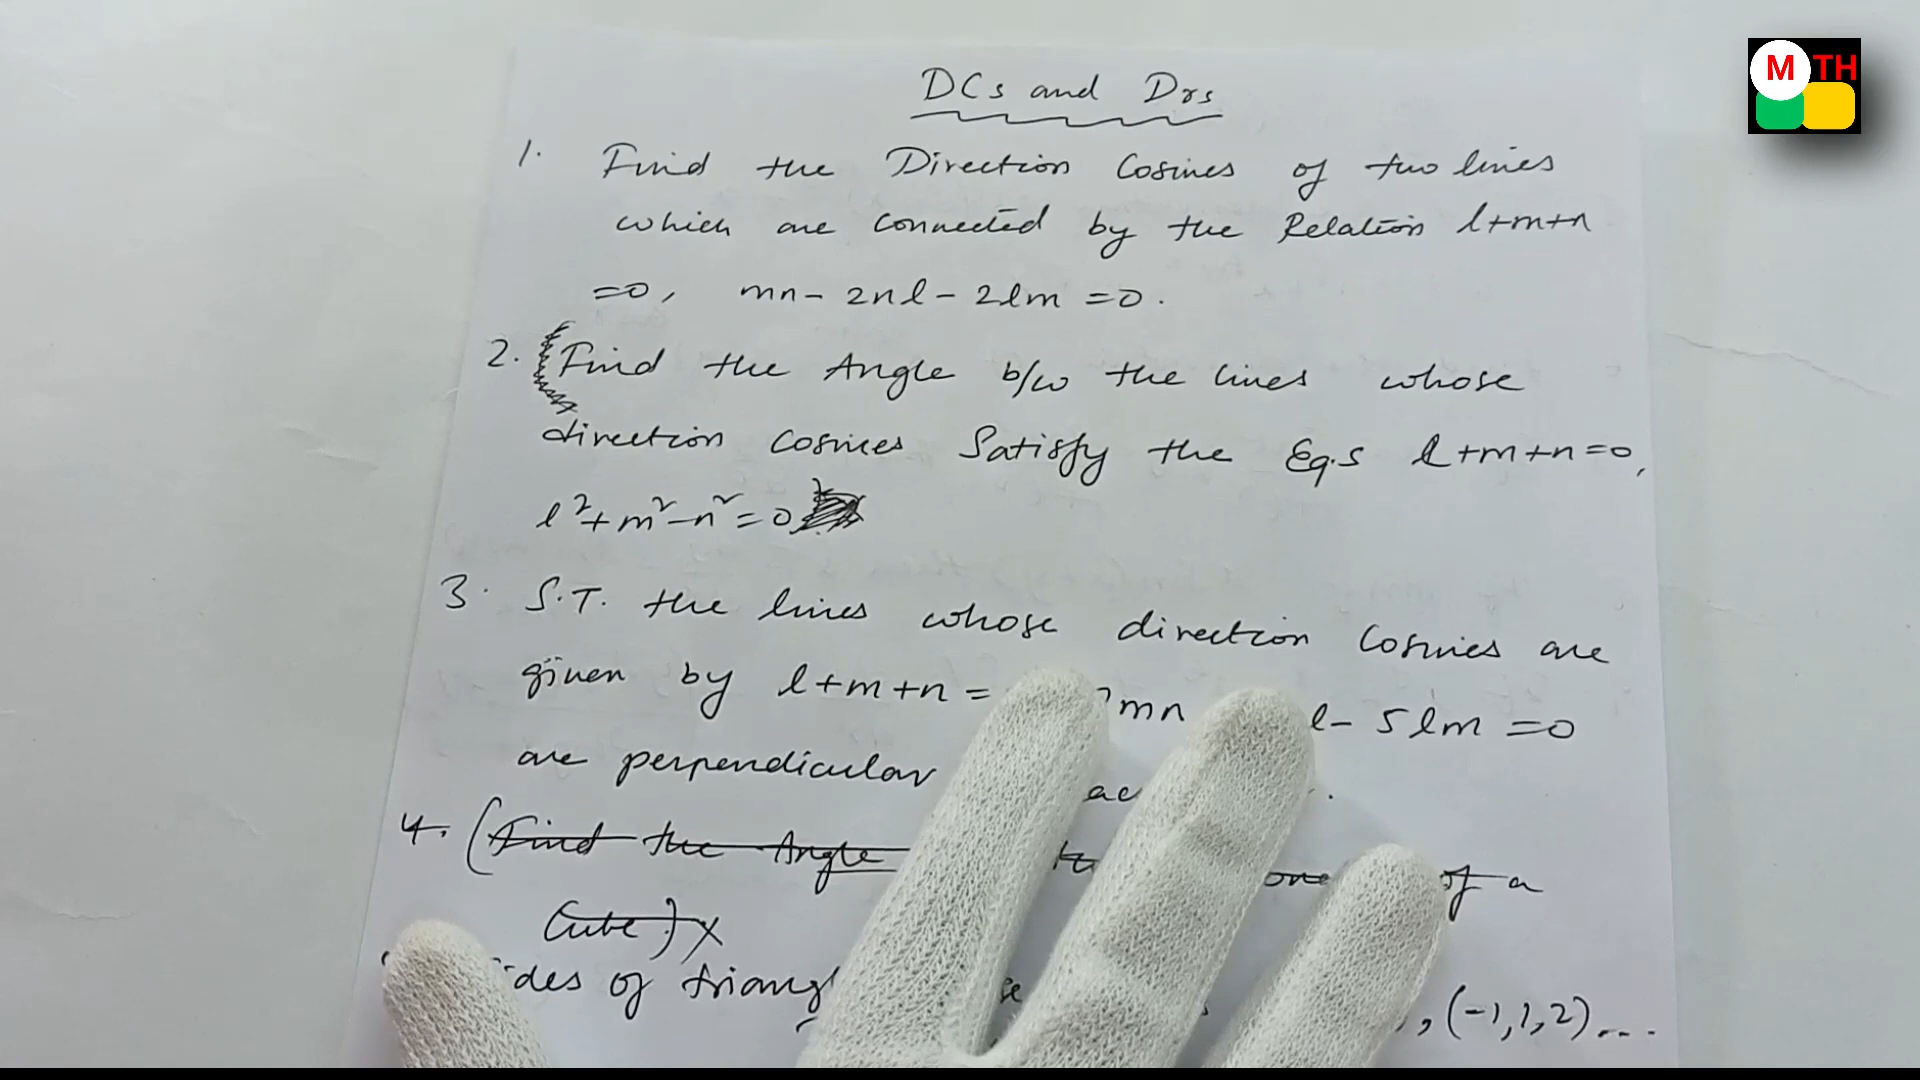 M TH
DCs and Drs
1. Find the Direction Cosines of two lines
which are connected by the Relation l+m+n
=0, mn - 2nl - 2lm = 0.
2. (Find the Angle b/w the lines whose
direction cosines Satisfy the Eq.s l+m+n=0,
l²+m²-n²=0
3. S.T. the lines whose direction Cosines are
given by l+m+n = mn l - 5lm = 0
are perpendicular
4. (Find the Angle of a
Cube) X
of , (-1,1,2)...